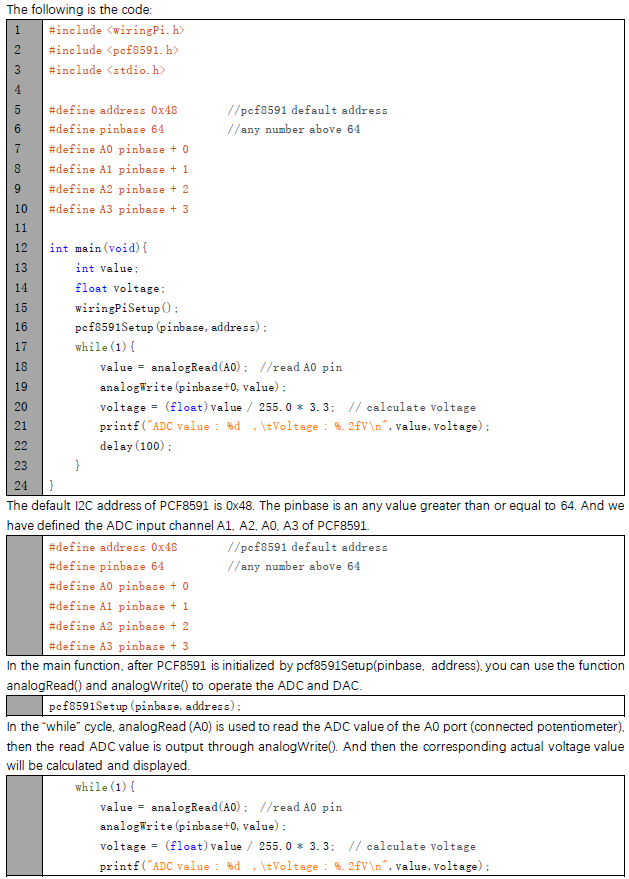 The following is the code:
1 #include <wiringPi.h>
2 #include <pcf8591.h>
3 #include <stdio.h>
4
5 #define address 0x48 //pcf8591 default address
6 #define pinbase 64 //any number above 64
7 #define A0 pinbase + 0
8 #define A1 pinbase + 1
9 #define A2 pinbase + 2
10 #define A3 pinbase + 3
11
12 int main(void){
13 int value;
14 float voltage;
15 wiringPiSetup();
16 pcf8591Setup(pinbase,address);
17 while(1){
18 value = analogRead(A0); //read A0 pin
19 analogWrite(pinbase+0,value);
20 voltage = (float)value / 255.0 * 3.3; // calculate voltage
21 printf("ADC value : %d ,\tVoltage : %.2fV\n",value,voltage);
22 delay(100);
23 }
24 }
The default I2C address of PCF8591 is 0x48. The pinbase is an any value greater than or equal to 64. And we
have defined the ADC input channel A1, A2, A0, A3 of PCF8591.
#define address 0x48 //pcf8591 default address
#define pinbase 64 //any number above 64
#define A0 pinbase + 0
#define A1 pinbase + 1
#define A2 pinbase + 2
#define A3 pinbase + 3
In the main function, after PCF8591 is initialized by pcf8591Setup(pinbase, address), you can use the function
analogRead() and analogWrite() to operate the ADC and DAC.
pcf8591Setup(pinbase,address);
In the "while" cycle, analogRead (A0) is used to read the ADC value of the A0 port (connected potentiometer),
then the read ADC value is output through analogWrite(). And then the corresponding actual voltage value
will be calculated and displayed.
while(1){
value = analogRead(A0); //read A0 pin
analogWrite(pinbase+0,value);
voltage = (float)value / 255.0 * 3.3; // calculate voltage
printf("ADC value : %d ,\tVoltage : %.2fV\n",value,voltage);